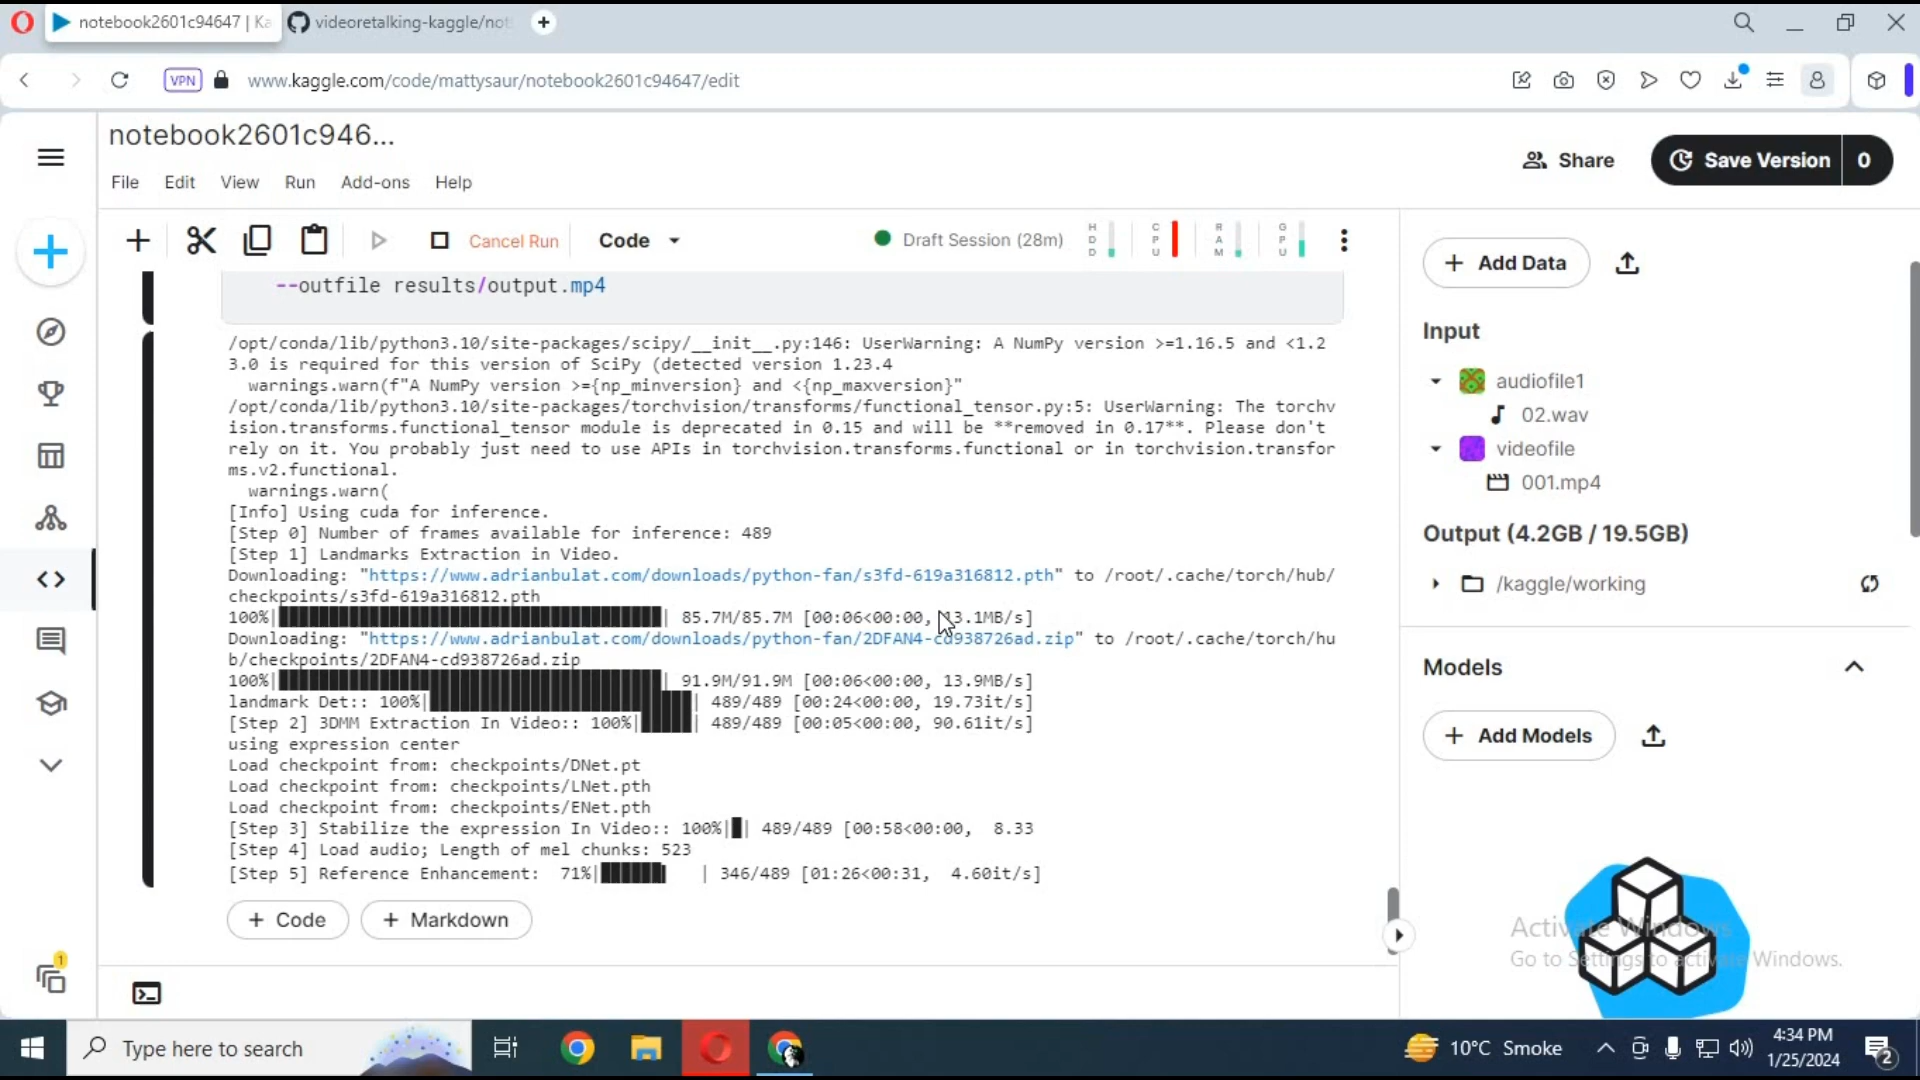 notebook2601c94647 | Ka
videoretalking-kaggle/not
VPN
www.kaggle.com/code/mattysaur/notebook2601c94647/edit
notebook2601c946...
Share
Save Version
0
File
Edit
View
Run
Add-ons
Help
Cancel Run
Code
Draft Session (28m)
HDD
CPU
RAM
GPU
--outfile results/output.mp4
/opt/conda/lib/python3.10/site-packages/scipy/__init__.py:146: UserWarning: A NumPy version >=1.16.5 and <1.2
3.0 is required for this version of SciPy (detected version 1.23.4
warnings.warn(f"A NumPy version >={np_minversion} and <{np_maxversion}"
/opt/conda/lib/python3.10/site-packages/torchvision/transforms/functional_tensor.py:5: UserWarning: The torchv
ision.transforms.functional_tensor module is deprecated in 0.15 and will be **removed in 0.17**. Please don't
rely on it. You probably just need to use APIs in torchvision.transforms.functional or in torchvision.transfor
ms.v2.functional.
warnings.warn(
[Info] Using cuda for inference.
[Step 0] Number of frames available for inference: 489
[Step 1] Landmarks Extraction in Video.
Downloading: "https://www.adrianbulat.com/downloads/python-fan/s3fd-619a316812.pth" to /root/.cache/torch/hub/
checkpoints/s3fd-619a316812.pth
100%| | 85.7M/85.7M [00:06<00:00, 13.1MB/s]
Downloading: "https://www.adrianbulat.com/downloads/python-fan/2DFAN4-cd938726ad.zip" to /root/.cache/torch/hu
b/checkpoints/2DFAN4-cd938726ad.zip
100%| | 91.9M/91.9M [00:06<00:00, 13.9MB/s]
landmark Det:: 100%| | 489/489 [00:24<00:00, 19.73it/s]
[Step 2] 3DMM Extraction In Video:: 100%| | 489/489 [00:05<00:00, 90.61it/s]
using expression center
Load checkpoint from: checkpoints/DNet.pt
Load checkpoint from: checkpoints/LNet.pth
Load checkpoint from: checkpoints/ENet.pth
[Step 3] Stabilize the expression In Video:: 100%| | 489/489 [00:58<00:00, 8.33
[Step 4] Load audio; Length of mel chunks: 523
[Step 5] Reference Enhancement: 71%| | 346/489 [01:26<00:31, 4.60it/s]
+ Code
+ Markdown
+ Add Data
Input
audiofile1
02.wav
videofile
001.mp4
Output (4.2GB / 19.5GB)
/kaggle/working
Models
+ Add Models
Activate Windows
Go to Settings to activate Windows.
1
Type here to search
10°C Smoke
4:34 PM
1/25/2024
2